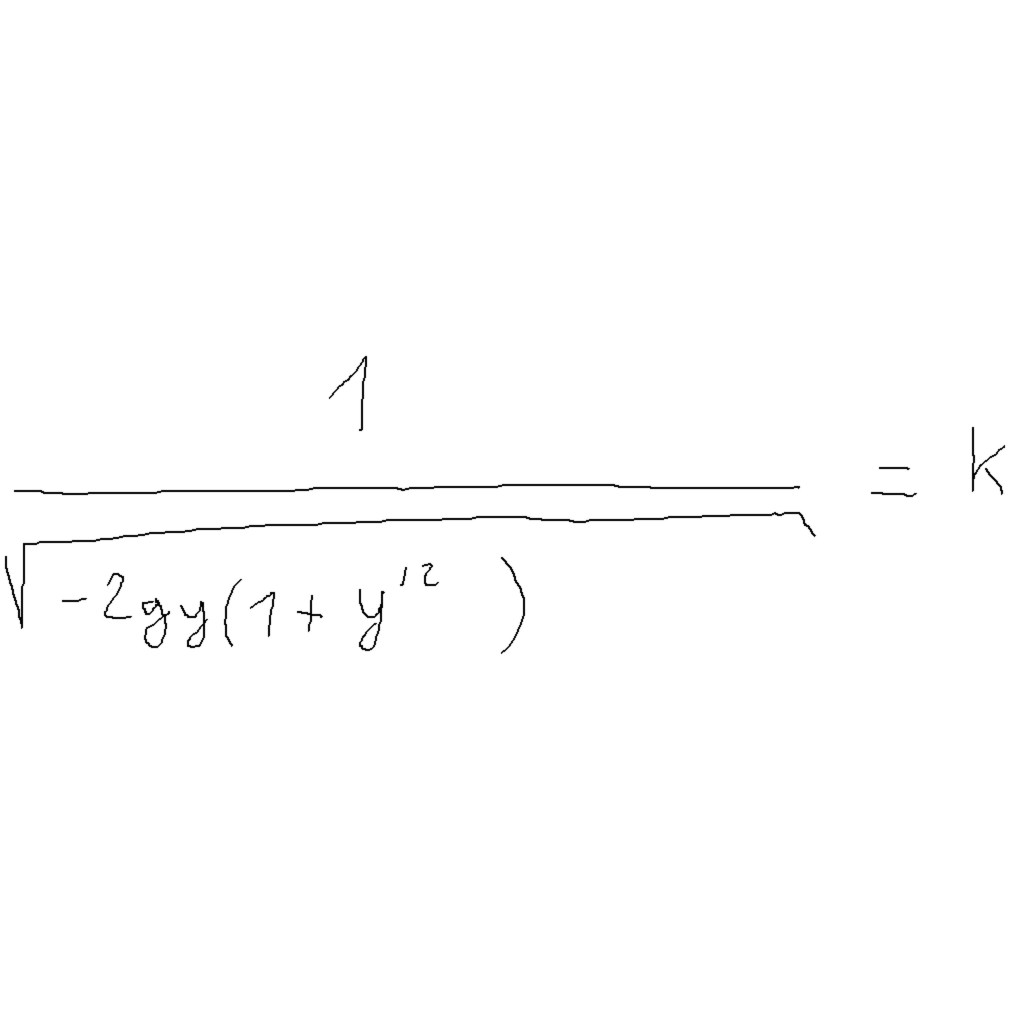 1
= k
√-2gy(1 + y'²)